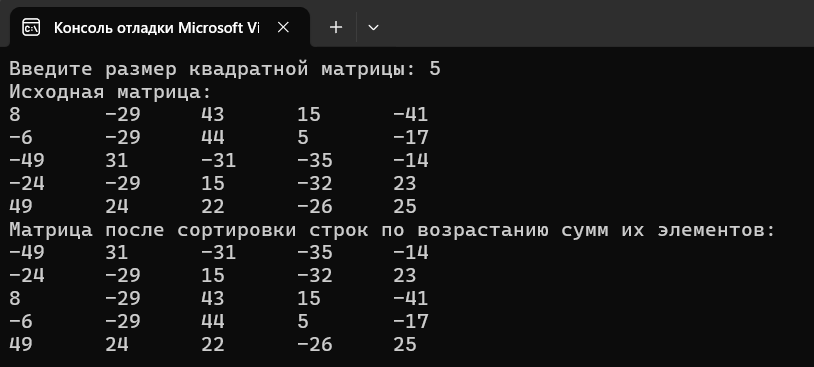 Консоль отладки Microsoft Vi
Введите размер квадратной матрицы: 5
Исходная матрица:
8 -29 43 15 -41
-6 -29 44 5 -17
-49 31 -31 -35 -14
-24 -29 15 -32 23
49 24 22 -26 25
Матрица после сортировки строк по возрастанию сумм их элементов:
-49 31 -31 -35 -14
-24 -29 15 -32 23
8 -29 43 15 -41
-6 -29 44 5 -17
49 24 22 -26 25